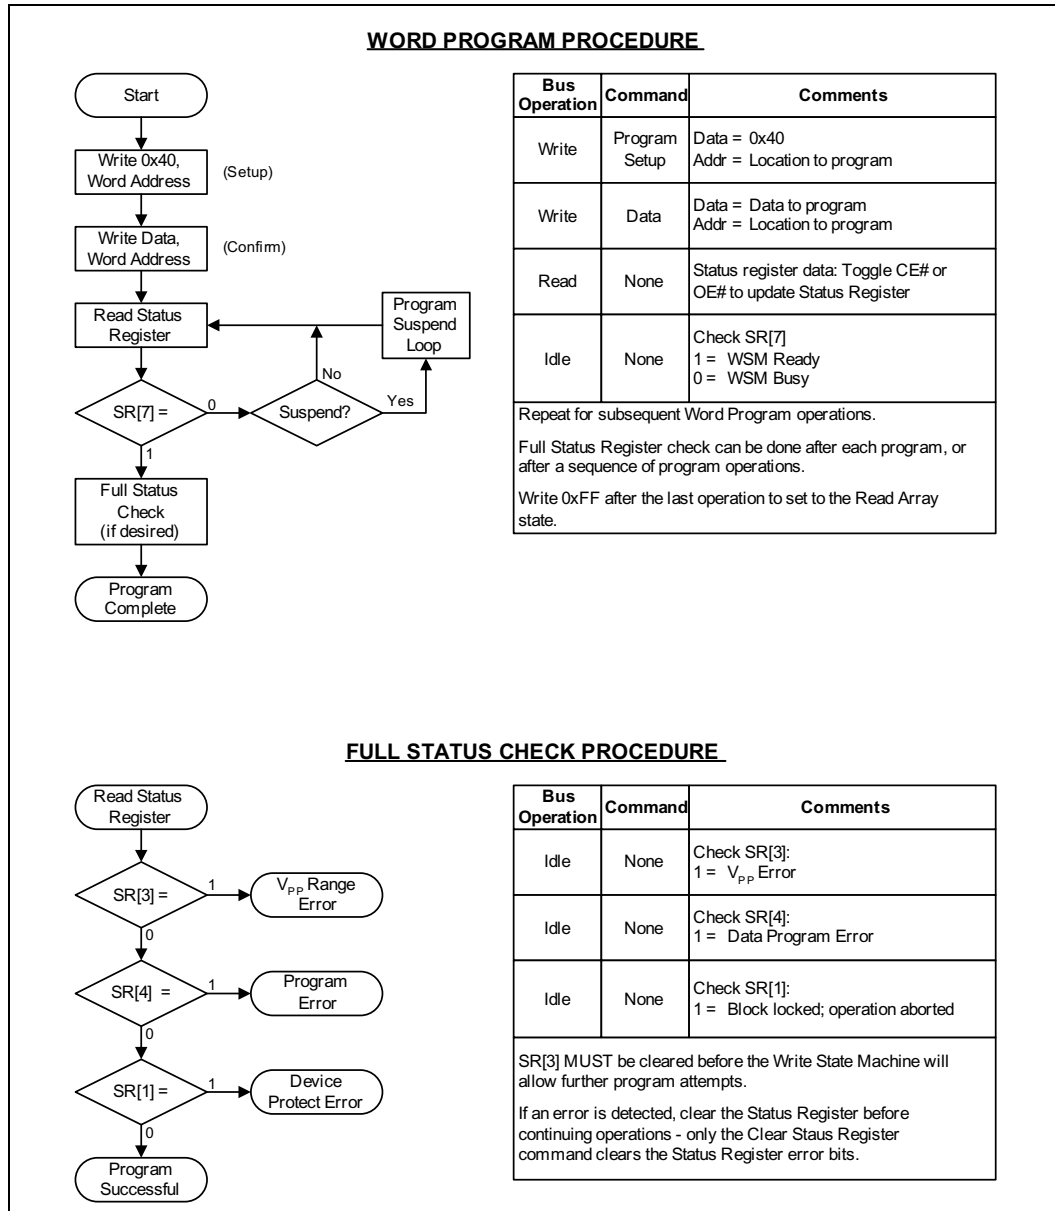 WORD PROGRAM PROCEDURE
Start
Write 0x40,
Word Address
(Setup)
Write Data,
Word Address
(Confirm)
Read Status
Register
Program
Suspend
Loop
SR[7] =
0
Suspend?
No
Yes
1
Full Status
Check
(if desired)
Program
Complete
Bus
Operation
Command
Comments
Write
Program
Setup
Data = 0x40
Addr = Location to program
Write
Data
Data = Data to program
Addr = Location to program
Read
None
Status register data: Toggle CE# or
OE# to update Status Register
Idle
None
Check SR[7]
1 = WSM Ready
0 = WSM Busy
Repeat for subsequent Word Program operations.
Full Status Register check can be done after each program, or
after a sequence of program operations.
Write 0xFF after the last operation to set to the Read Array
state.
FULL STATUS CHECK PROCEDURE
Read Status
Register
SR[3] =
1
VPP Range
Error
0
SR[4] =
1
Program
Error
0
SR[1] =
1
Device
Protect Error
0
Program
Successful
Bus
Operation
Command
Comments
Idle
None
Check SR[3]:
1 = VPP Error
Idle
None
Check SR[4]:
1 = Data Program Error
Idle
None
Check SR[1]:
1 = Block locked; operation aborted
SR[3] MUST be cleared before the Write State Machine will
allow further program attempts.
If an error is detected, clear the Status Register before
continuing operations - only the Clear Staus Register
command clears the Status Register error bits.